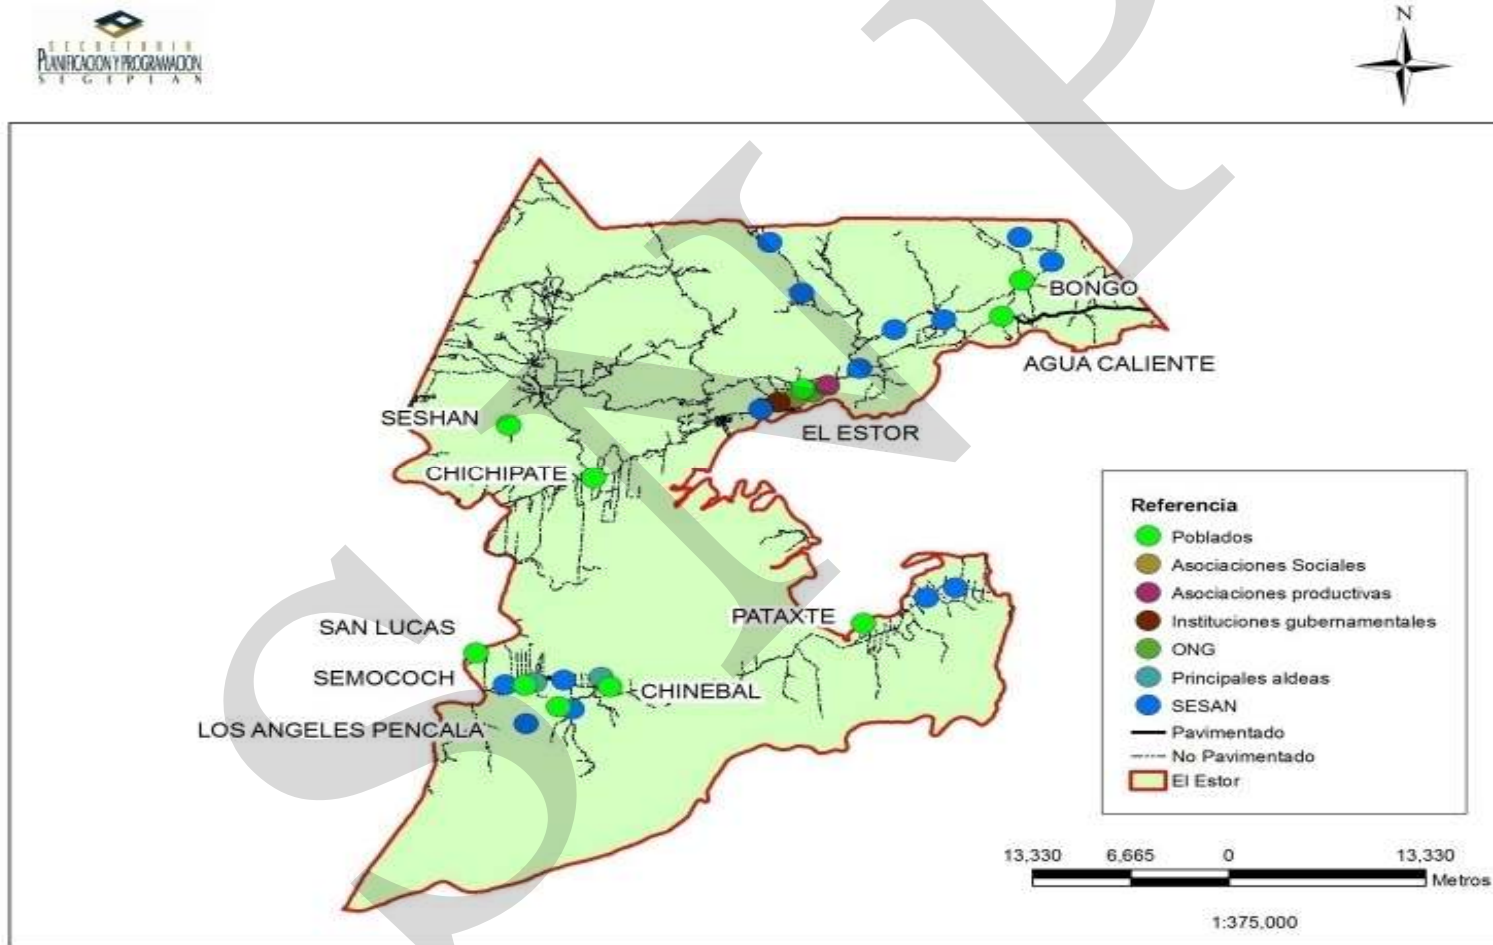 SECRETARIA
PLANIFICACION Y PROGRAMACION
SEGEPLAN
N
BONGO
AGUA CALIENTE
SESHAN
EL ESTOR
CHICHIPATE
PATAXTE
SAN LUCAS
SEMOCOCH
CHINEBAL
LOS ANGELES PENCALA
Referencia
Poblados
Asociaciones Sociales
Asociaciones productivas
Instituciones gubernamentales
ONG
Principales aldeas
SESAN
Pavimentado
No Pavimentado
El Estor
13,330 6,665 0 13,330
Metros
1:375,000